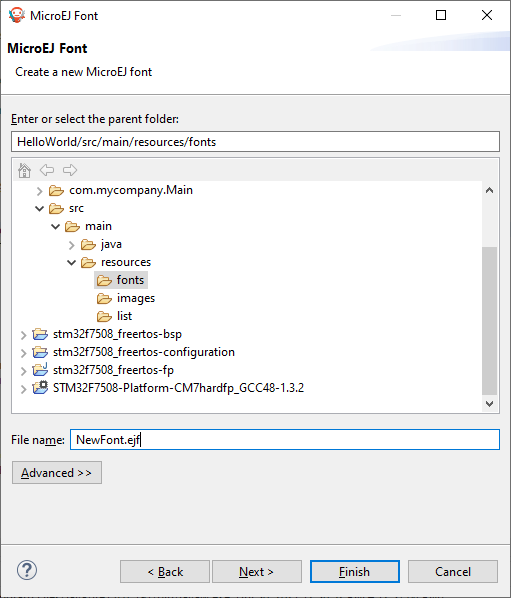 MicroEJ Font
MicroEJ Font
Create a new MicroEJ font
Enter or select the parent folder:
HelloWorld/src/main/resources/fonts
com.mycompany.Main
src
main
java
resources
fonts
images
list
stm32f7508_freertos-bsp
stm32f7508_freertos-configuration
stm32f7508_freertos-fp
STM32F7508-Platform-CM7hardfp_GCC48-1.3.2
File name: NewFont.ejf
Advanced >>
? < Back Next > Finish Cancel